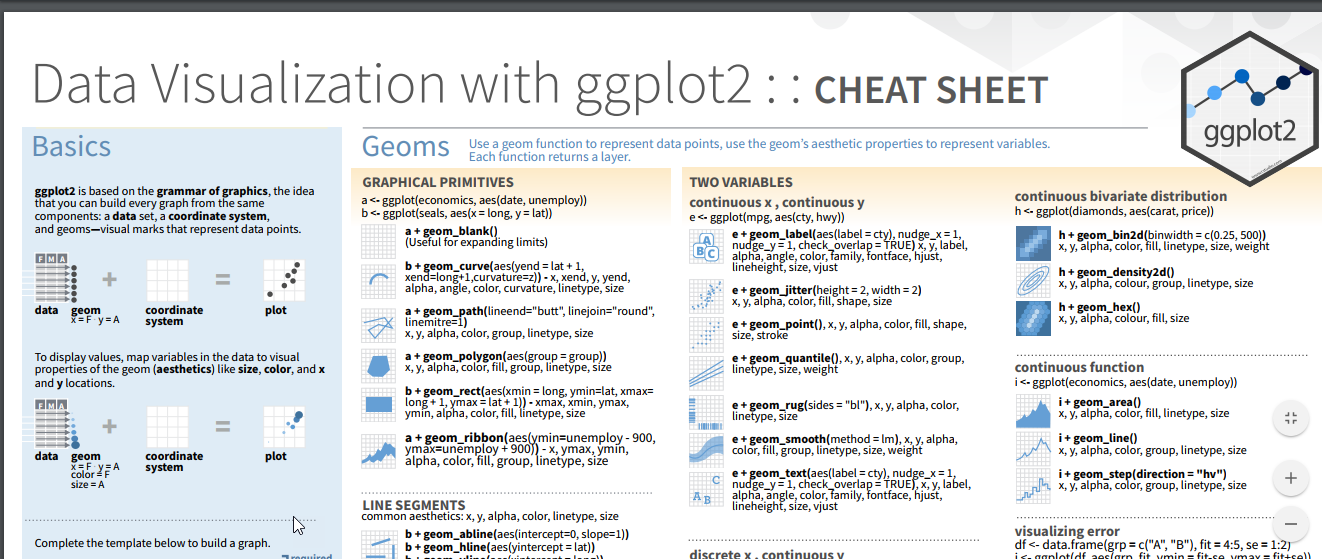 Data Visualization with ggplot2 : : CHEAT SHEET
ggplot2
Basics
ggplot2 is based on the grammar of graphics, the idea
that you can build every graph from the same
components: a data set, a coordinate system,
and geoms—visual marks that represent data points.
F M A
+ =
data geom coordinate plot
x = F · y = A system
To display values, map variables in the data to visual
properties of the geom (aesthetics) like size, color, and x
and y locations.
F M A
+ =
data geom coordinate plot
x = F · y = A system
color = F
size = A
Complete the template below to build a graph.
required
Geoms
Use a geom function to represent data points, use the geom's aesthetic properties to represent variables.
Each function returns a layer.
GRAPHICAL PRIMITIVES
a <- ggplot(economics, aes(date, unemploy))
b <- ggplot(seals, aes(x = long, y = lat))
a + geom_blank()
(Useful for expanding limits)
b + geom_curve(aes(yend = lat + 1,
xend=long+1,curvature=z)) - x, xend, y, yend,
alpha, angle, color, curvature, linetype, size
a + geom_path(lineend="butt", linejoin="round",
linemitre=1)
x, y, alpha, color, group, linetype, size
a + geom_polygon(aes(group = group))
x, y, alpha, color, fill, group, linetype, size
b + geom_rect(aes(xmin = long, ymin=lat, xmax=
long + 1, ymax = lat + 1)) - xmax, xmin, ymax,
ymin, alpha, color, fill, linetype, size
a + geom_ribbon(aes(ymin=unemploy - 900,
ymax=unemploy + 900)) - x, ymax, ymin,
alpha, color, fill, group, linetype, size
LINE SEGMENTS
common aesthetics: x, y, alpha, color, linetype, size
b + geom_abline(aes(intercept=0, slope=1))
b + geom_hline(aes(yintercept = lat))
TWO VARIABLES
continuous x , continuous y
e <- ggplot(mpg, aes(cty, hwy))
A B C
e + geom_label(aes(label = cty), nudge_x = 1,
nudge_y = 1, check_overlap = TRUE) x, y, label,
alpha, angle, color, family, fontface, hjust,
lineheight, size, vjust
e + geom_jitter(height = 2, width = 2)
x, y, alpha, color, fill, shape, size
e + geom_point(), x, y, alpha, color, fill, shape,
size, stroke
e + geom_quantile(), x, y, alpha, color, group,
linetype, size, weight
e + geom_rug(sides = "bl"), x, y, alpha, color,
linetype, size
e + geom_smooth(method = lm), x, y, alpha,
color, fill, group, linetype, size, weight
A B C
e + geom_text(aes(label = cty), nudge_x = 1,
nudge_y = 1, check_overlap = TRUE), x, y, label,
alpha, angle, color, family, fontface, hjust,
lineheight, size, vjust
discrete x , continuous y
continuous bivariate distribution
h <- ggplot(diamonds, aes(carat, price))
h + geom_bin2d(binwidth = c(0.25, 500))
x, y, alpha, color, fill, linetype, size, weight
h + geom_density2d()
x, y, alpha, colour, group, linetype, size
h + geom_hex()
x, y, alpha, colour, fill, size
continuous function
i <- ggplot(economics, aes(date, unemploy))
i + geom_area()
x, y, alpha, color, fill, linetype, size
i + geom_line()
x, y, alpha, color, group, linetype, size
i + geom_step(direction = "hv")
x, y, alpha, color, group, linetype, size
visualizing error
df <- data.frame(grp = c("A", "B"), fit = 4:5, se = 1:2)
j <- ggplot(df, aes(grp, fit, ymin = fit-se, ymax = fit+se))